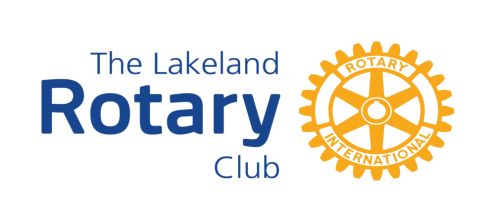 The Lakeland
Rotary
Club
ROTARY
INTERNATIONAL